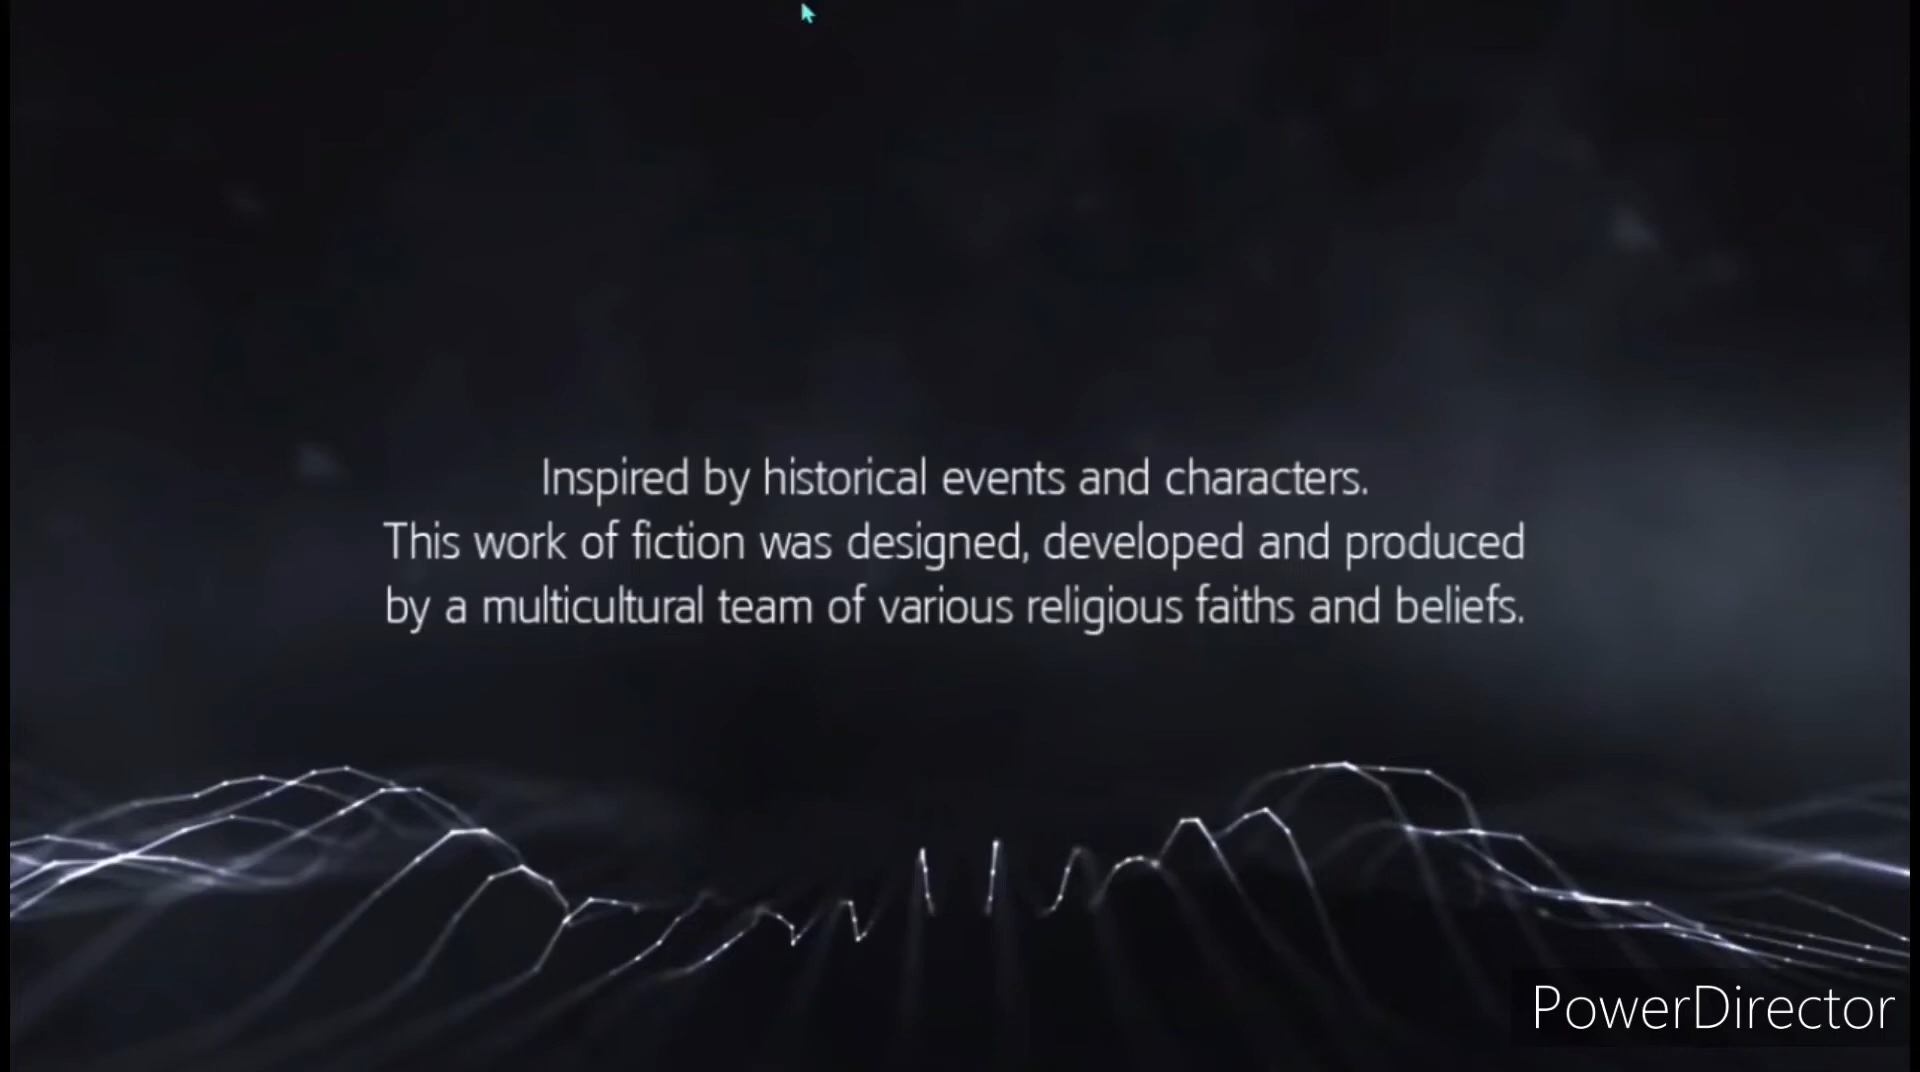 Inspired by historical events and characters.
This work of fiction was designed, developed and produced
by a multicultural team of various religious faiths and beliefs.
PowerDirector